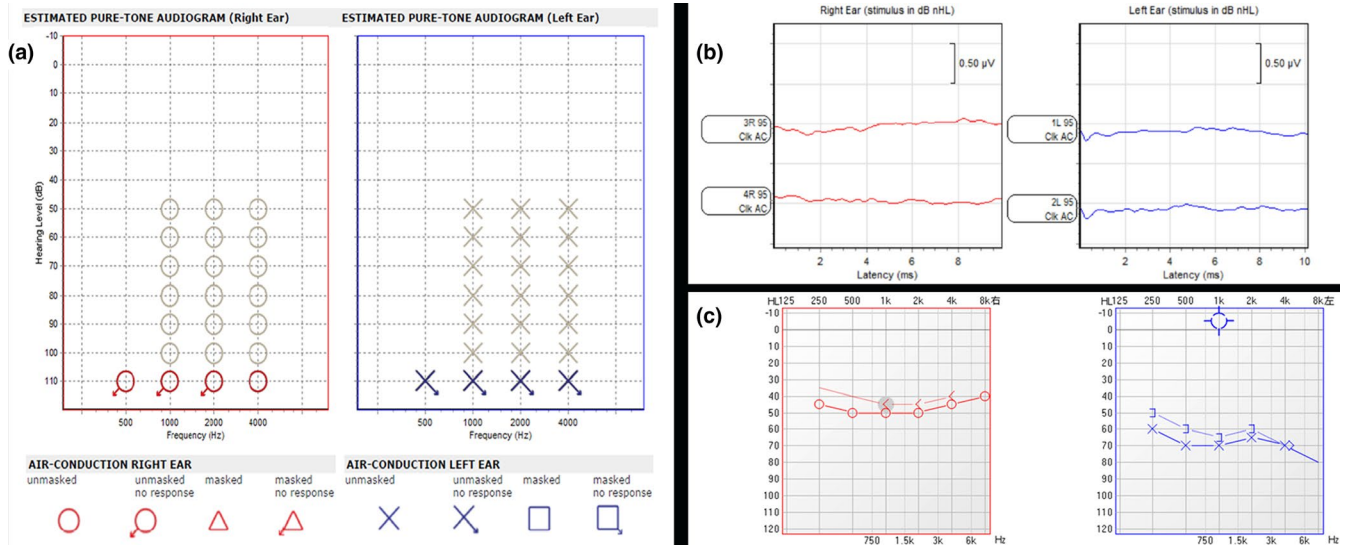 (a)
ESTIMATED PURE-TONE AUDIOGRAM (Right Ear)
ESTIMATED PURE-TONE AUDIOGRAM (Left Ear)
Hearing Level (dB)
-10
0
10
20
30
40
50
60
70
80
90
100
110
500 1000 2000 4000
Frequency (Hz)
500 1000 2000 4000
Frequency (Hz)
AIR-CONDUCTION RIGHT EAR
unmasked
unmasked
no response
masked
masked
no response
AIR-CONDUCTION LEFT EAR
unmasked
unmasked
no response
masked
masked
no response
(b)
Right Ear (stimulus in dB nHL)
0.50 µV
3R 95
Clk AC
4R 95
Clk AC
2 4 6 8
Latency (ms)
Left Ear (stimulus in dB nHL)
0.50 µV
1L 95
Clk AC
2L 95
Clk AC
2 4 6 8 10
Latency (ms)
(c)
HL125 250 500 1k 2k 4k 8k右
-10
0
10
20
30
40
50
60
70
80
90
100
110
120
750 1.5k 3k 6k Hz
HL125 250 500 1k 2k 4k 8k左
-10
0
10
20
30
40
50
60
70
80
90
100
110
120
750 1.5k 3k 6k Hz